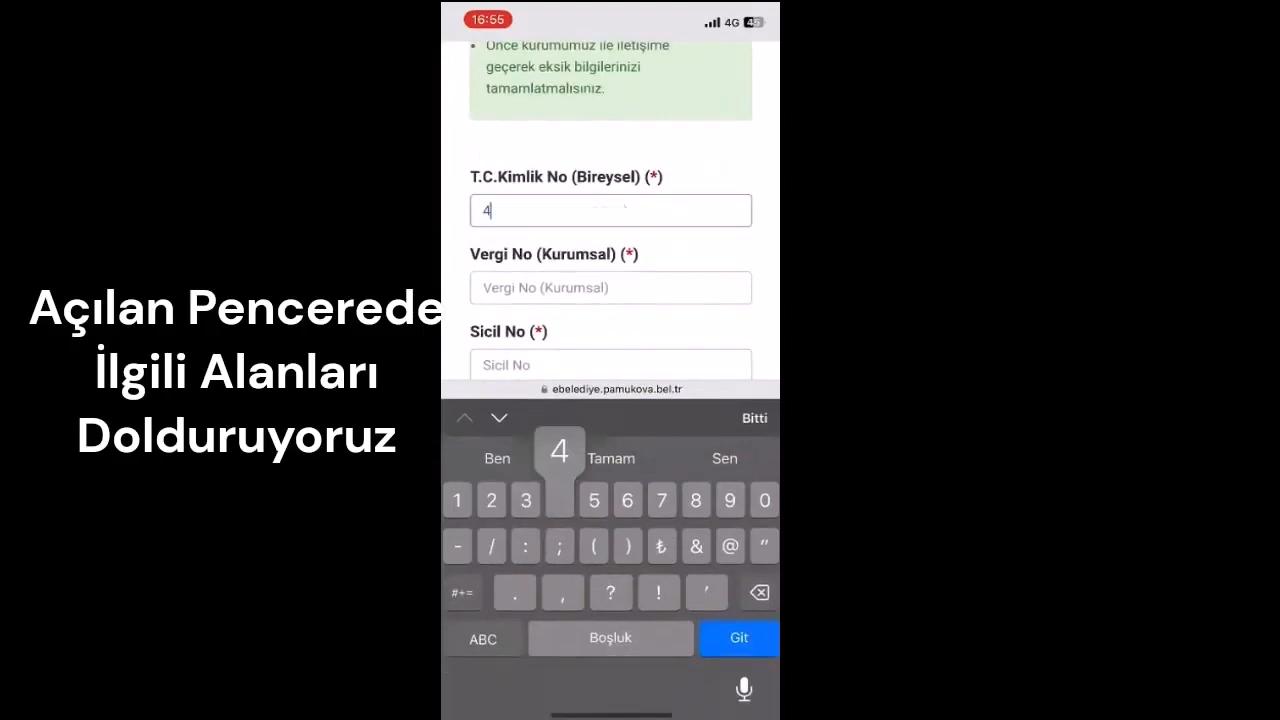 16:55
4G 45
Önce kurumumuz ile iletişime
geçerek eksik bilgilerinizi
tamamlatmalısınız.
T.C.Kimlik No (Bireysel) (*)
4
Vergi No (Kurumsal) (*)
Vergi No (Kurumsal)
Sicil No (*)
Sicil No
ebelediye.pamukova.bel.tr
Açılan Pencerede
İlgili Alanları
Dolduruyoruz
Bitti
Ben 4 Tamam Sen
1 2 3 5 6 7 8 9 0
- / : ; ( ) ₺ & @ "
#+= . , ? ! '
ABC Boşluk Git